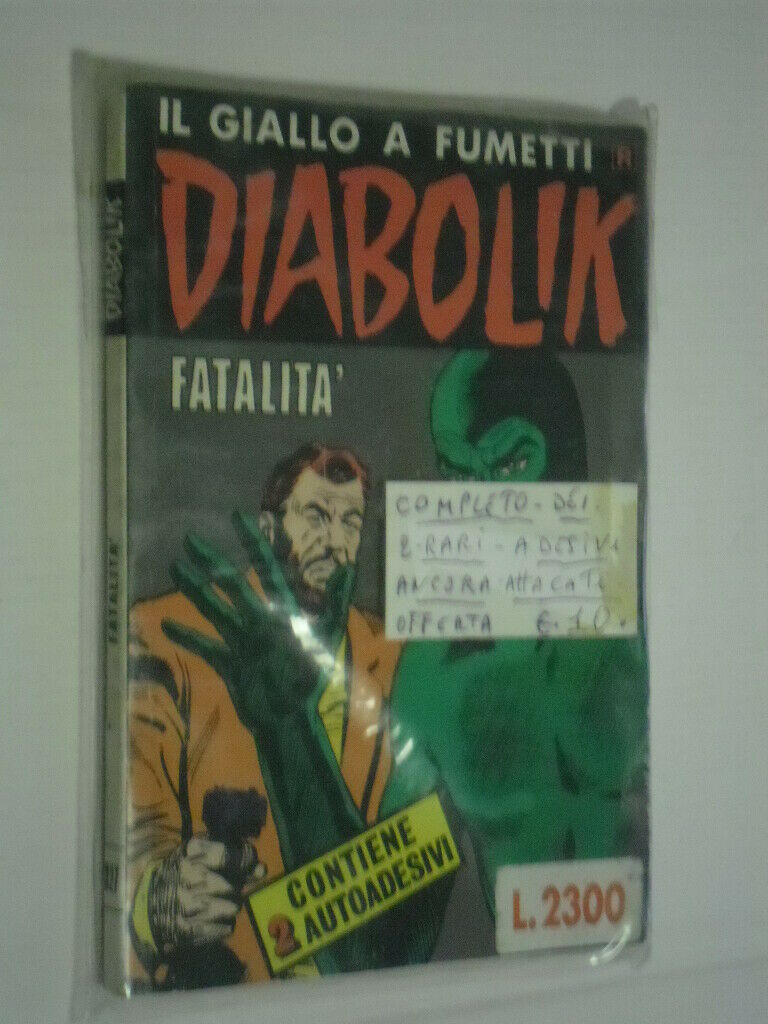 IL GIALLO A FUMETTI
R
DIABOLIK
FATALITA'
COMPLETO - DEI
2 - RARI - ADESIVI
ANCORA - ATTACATI
OFFERTA €. 10.
CONTIENE
2 AUTOADESIVI
L. 2300
DIABOLIK
FATALITA'